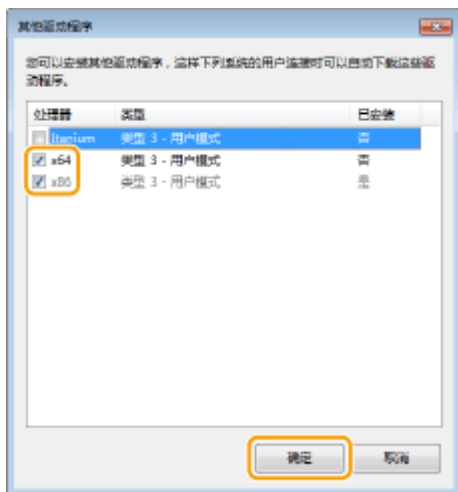 其他驱动程序
您可以安装其他驱动程序，这样下列系统的用户连接时可以自动下载这些驱
动程序。
处理器 类型 已安装
Itanium 类型 3 - 用户模式 否
x64 类型 3 - 用户模式 否
x86 类型 3 - 用户模式 是
确定 取消